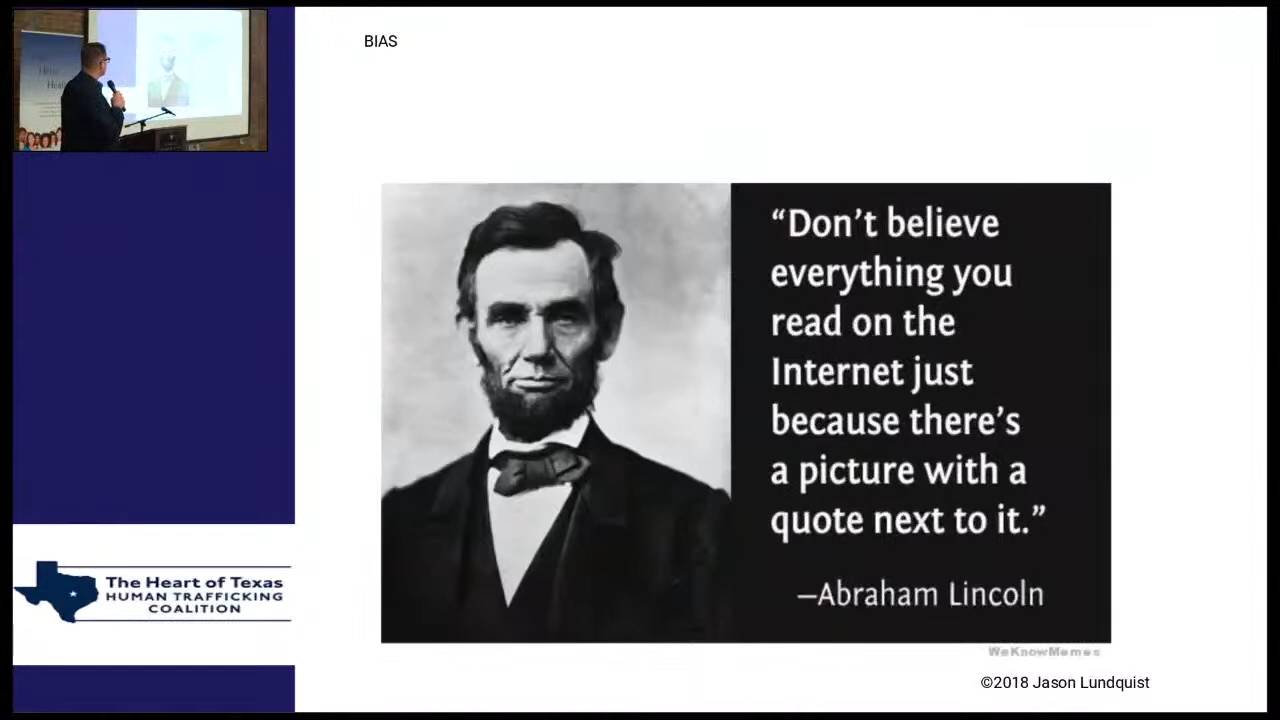 BIAS
“Don’t believe
everything you
read on the
Internet just
because there’s
a picture with a
quote next to it.”
—Abraham Lincoln
WeKnowMemes
©2018 Jason Lundquist
The Heart of Texas
HUMAN TRAFFICKING
COALITION